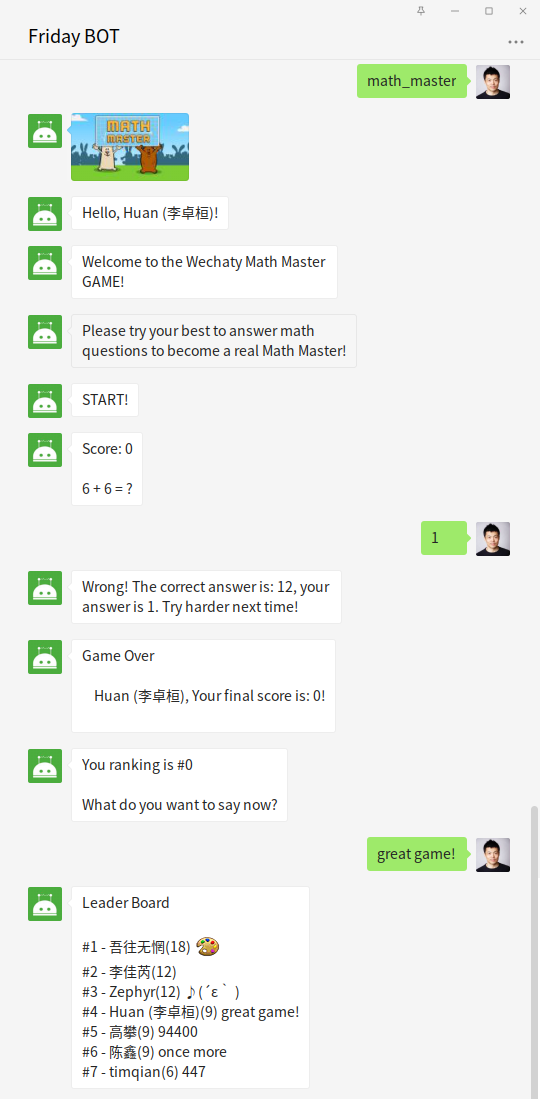 Friday BOT
math_master
MATH
MASTER
Hello, Huan (李卓桓)!
Welcome to the Wechaty Math Master
GAME!
Please try your best to answer math
questions to become a real Math Master!
START!
Score: 0
6 + 6 = ?
1
Wrong! The correct answer is: 12, your
answer is 1. Try harder next time!
Game Over
Huan (李卓桓), Your final score is: 0!
You ranking is #0
What do you want to say now?
great game!
Leader Board
#1 - 吾往无惘(18) 🎨
#2 - 李佳芮(12)
#3 - Zephyr(12) ♪(´ε｀ )
#4 - Huan (李卓桓)(9) great game!
#5 - 高攀(9) 94400
#6 - 陈鑫(9) once more
#7 - timqian(6) 447